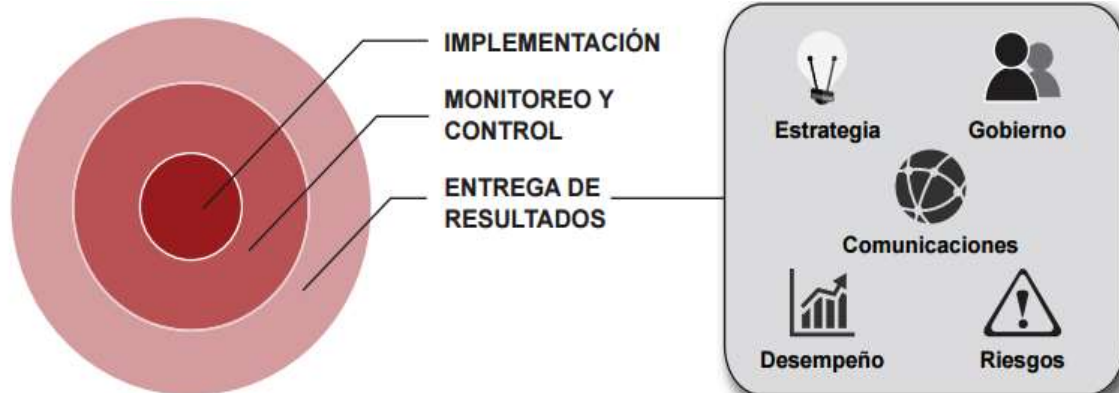 IMPLEMENTACIÓN
MONITOREO Y
CONTROL
ENTREGA DE
RESULTADOS
Estrategia
Gobierno
Comunicaciones
Desempeño
Riesgos